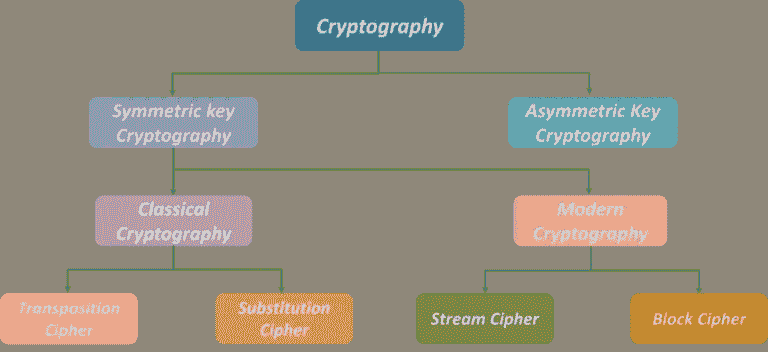 Cryptography
Symmetric key
Cryptography
Asymmetric Key
Cryptography
Classical
Cryptography
Modern
Cryptography
Transposition
Cipher
Substitution
Cipher
Stream Cipher
Block Cipher